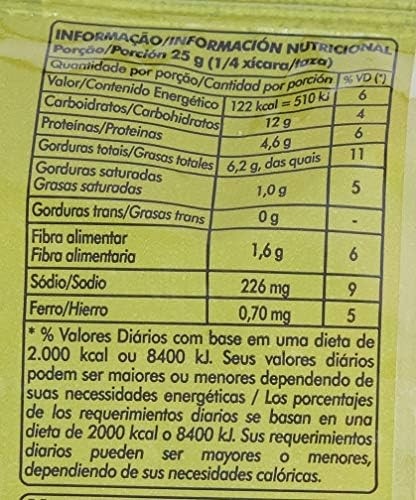 INFORMAÇÃO/INFORMACIÓN NUTRICIONAL
Porção/Porción 25 g (1/4 xícara/taza)
Quantidade por porção/Cantidad por porción % VD (*)
Valor/Contenido Energético 122 kcal = 510 kJ 6
Carboidratos/Carbohidratos 12 g 4
Proteínas/Proteinas 4,6 g 6
Gorduras totais/Grasas totales 6,2 g, das quais 11
Gorduras saturadas
Grasas saturadas 1,0 g 5
Gorduras trans/Grasas trans 0 g -
Fibra alimentar
Fibra alimentaria 1,6 g 6
Sódio/Sodio 226 mg 9
Ferro/Hierro 0,70 mg 5
* % Valores Diários com base em uma dieta de
2.000 kcal ou 8400 kJ. Seus valores diários
podem ser maiores ou menores dependendo de
suas necessidades energéticas / Los porcentajes
de los requerimientos diarios se basan en una
dieta de 2000 kcal o 8400 kJ. Sus requerimientos
diarios pueden ser mayores o menores,
dependiendo de sus necesidades calóricas.